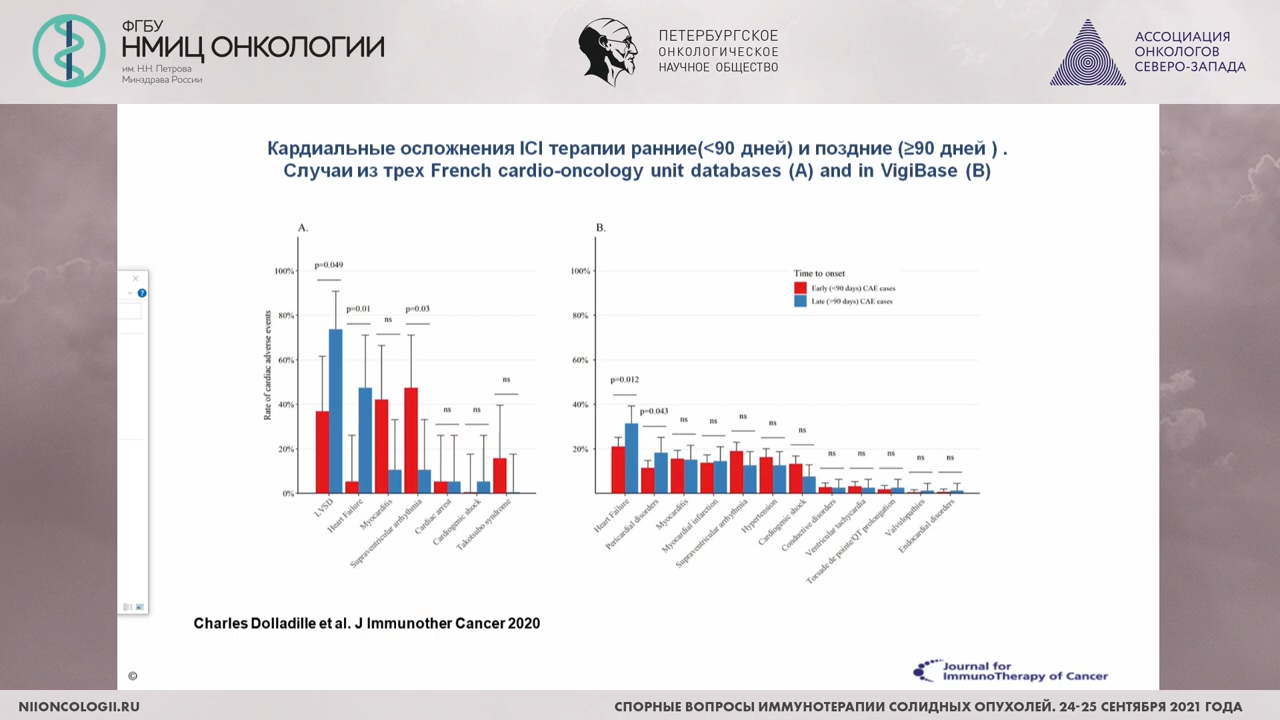 ФГБУ
НМИЦ ОНКОЛОГИИ
им. Н.Н. Петрова
Минздрава России
ПЕТЕРБУРГСКОЕ
ОНКОЛОГИЧЕСКОЕ
НАУЧНОЕ ОБЩЕСТВО
АССОЦИАЦИЯ
ОНКОЛОГОВ
СЕВЕРО-ЗАПАДА
Кардиальные осложнения ICI терапии ранние(<90 дней) и поздние (≥90 дней ) .
Случаи из трех French cardio-oncology unit databases (A) and in VigiBase (B)
A.
Rate of cardiac adverse events
100%
80%
60%
40%
20%
0%
p=0.049
p=0.01
ns
p=0.03
ns
ns
ns
LVSD
Heart Failure
Myocarditis
Supraventricular arrhythmia
Cardiac arrest
Cardiogenic shock
Takotsubo syndrome
B.
100%
80%
60%
40%
20%
0%
Time to onset
Early (<90 days) CAE cases
Late (>90 days) CAE cases
p=0.012
p=0.043
ns
ns
ns
ns
ns
ns
ns
ns
ns
ns
Heart Failure
Pericardial disorders
Myocarditis
Myocardial infarction
Supraventricular arrhythmia
Hypertension
Cardiogenic shock
Conductive disorders
Ventricular tachycardia
Torsade de pointe/QT prolongation
Valvulopathies
Endocardial disorders
Charles Dolladille et al. J Immunother Cancer 2020
©
Journal for
ImmunoTherapy of Cancer
NIIONCOLOGII.RU
СПОРНЫЕ ВОПРОСЫ ИММУНОТЕРАПИИ СОЛИДНЫХ ОПУХОЛЕЙ. 24-25 СЕНТЯБРЯ 2021 ГОДА